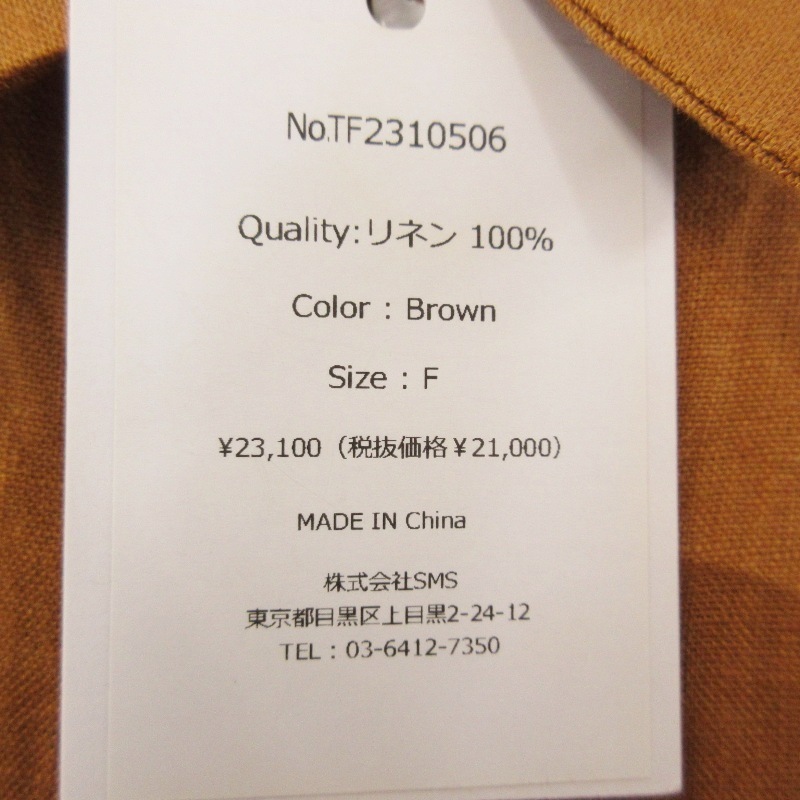 No.TF2310506
Quality:リネン 100%
Color : Brown
Size : F
¥23,100（税抜価格¥21,000）
MADE IN China
株式会社SMS
東京都目黒区上目黒2-24-12
TEL : 03-6412-7350